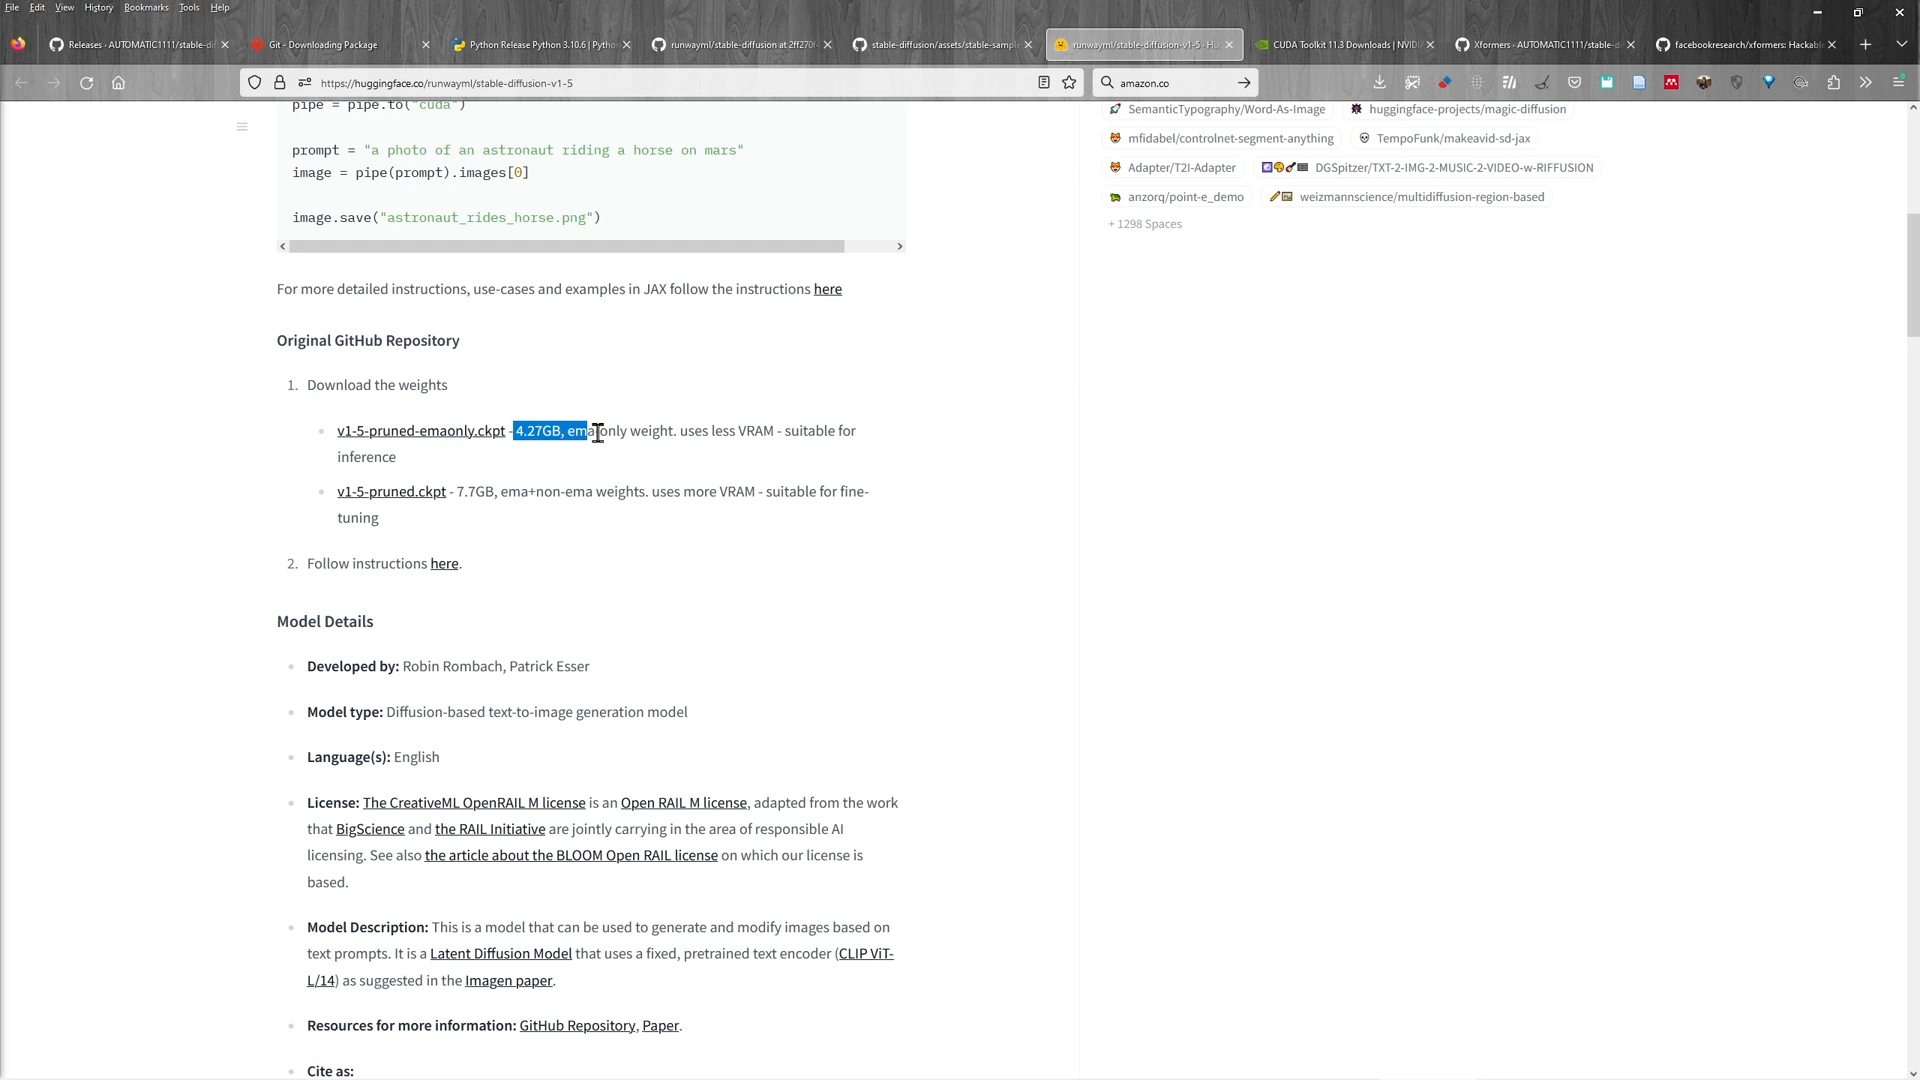 File Edit View History Bookmarks Tools Help
Releases · AUTOMATIC1111/stable-dif
Git - Downloading Package
Python Release Python 3.10.6 | Pytho
runwayml/stable-diffusion at 2ff270f
stable-diffusion/assets/stable-sample
runwayml/stable-diffusion-v1-5 · Hu
CUDA Toolkit 11.3 Downloads | NVIDI
Xformers · AUTOMATIC1111/stable-di
facebookresearch/xformers: Hackabl
https://huggingface.co/runwayml/stable-diffusion-v1-5
amazon.co
pipe = pipe.to("cuda")
prompt = "a photo of an astronaut riding a horse on mars"
image = pipe(prompt).images[0]
image.save("astronaut_rides_horse.png")
For more detailed instructions, use-cases and examples in JAX follow the instructions here
Original GitHub Repository
1. Download the weights
v1-5-pruned-emaonly.ckpt - 4.27GB, ema-only weight. uses less VRAM - suitable for
inference
v1-5-pruned.ckpt - 7.7GB, ema+non-ema weights. uses more VRAM - suitable for fine-
tuning
2. Follow instructions here.
Model Details
Developed by: Robin Rombach, Patrick Esser
Model type: Diffusion-based text-to-image generation model
Language(s): English
License: The CreativeML OpenRAIL M license is an Open RAIL M license, adapted from the work
that BigScience and the RAIL Initiative are jointly carrying in the area of responsible AI
licensing. See also the article about the BLOOM Open RAIL license on which our license is
based.
Model Description: This is a model that can be used to generate and modify images based on
text prompts. It is a Latent Diffusion Model that uses a fixed, pretrained text encoder (CLIP ViT-
L/14) as suggested in the Imagen paper.
Resources for more information: GitHub Repository, Paper.
Cite as:
SemanticTypography/Word-As-Image huggingface-projects/magic-diffusion
mfidabel/controlnet-segment-anything TempoFunk/makeavid-sd-jax
Adapter/T2I-Adapter DGSpitzer/TXT-2-IMG-2-MUSIC-2-VIDEO-w-RIFFUSION
anzorq/point-e_demo weizmannscience/multidiffusion-region-based
+ 1298 Spaces